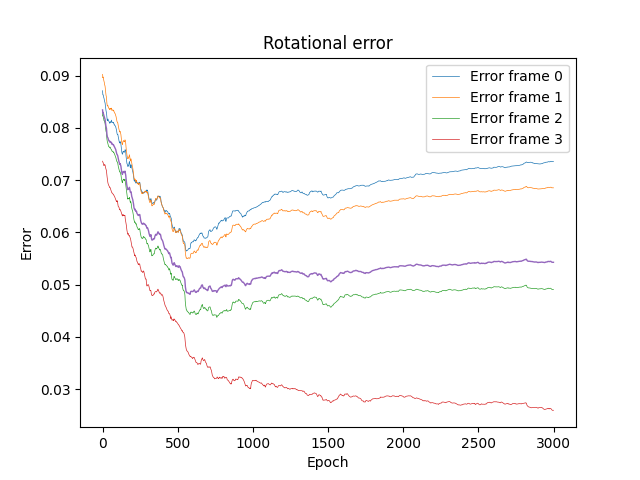 Rotational error
Error frame 0
Error frame 1
Error frame 2
Error frame 3
0.09
0.08
0.07
0.06
0.05
0.04
0.03
Error
0
500
1000
1500
2000
2500
3000
Epoch